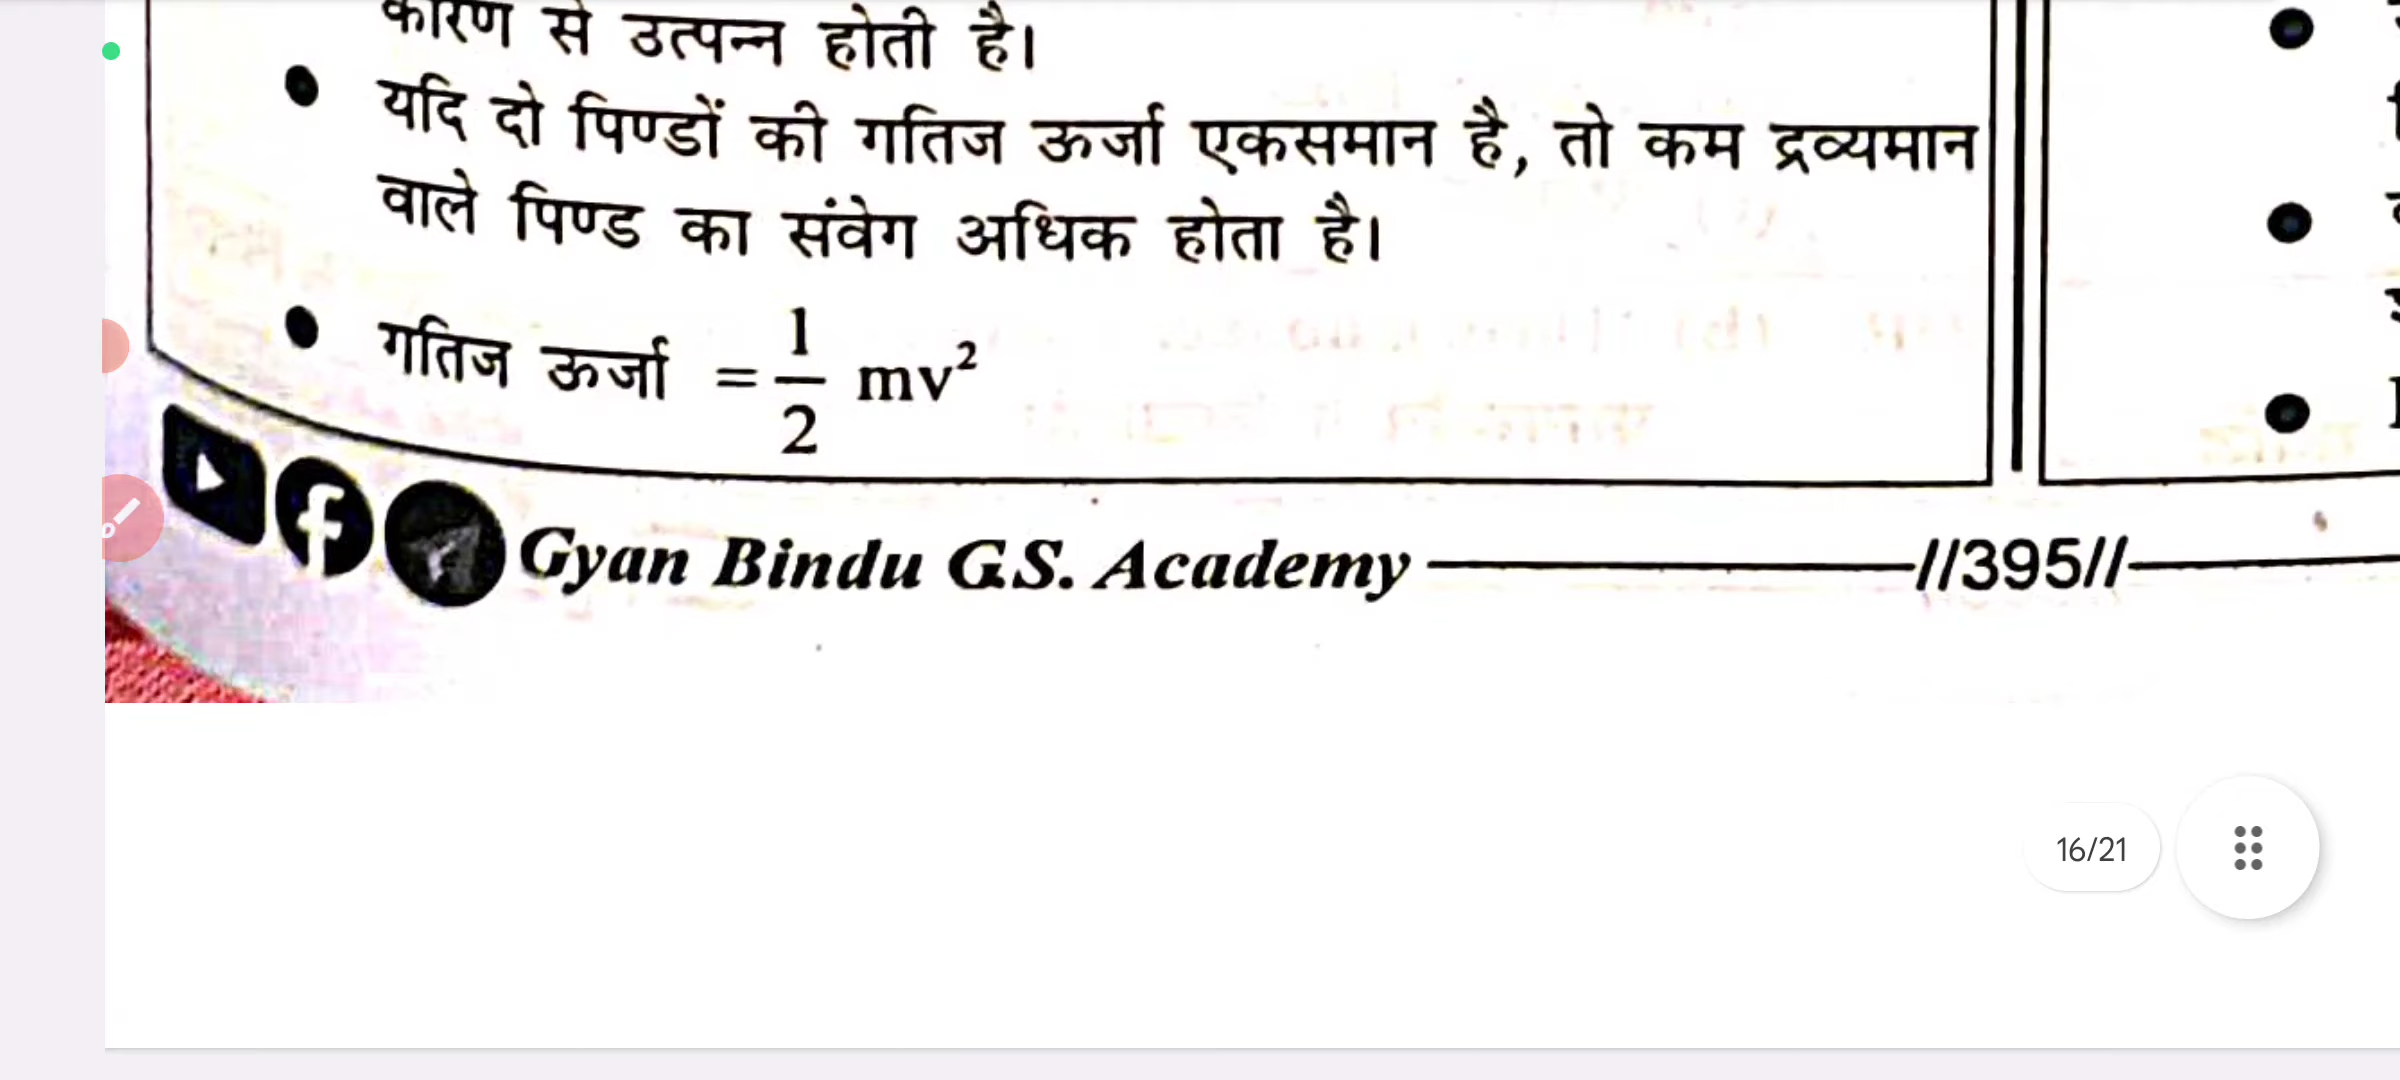 कारण से उत्पन्न होती है।
• यदि दो पिण्डों की गतिज ऊर्जा एकसमान है, तो कम द्रव्यमान
वाले पिण्ड का संवेग अधिक होता है।
• गतिज ऊर्जा = 1/2 mv²
Gyan Bindu G.S. Academy
//395//
16/21